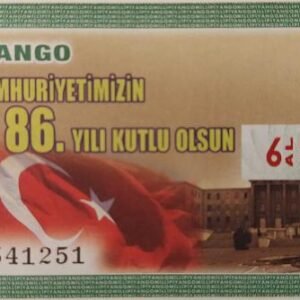 ANGO
MHURİYETİMİZİN
86. YILI KUTLU OLSUN
541251